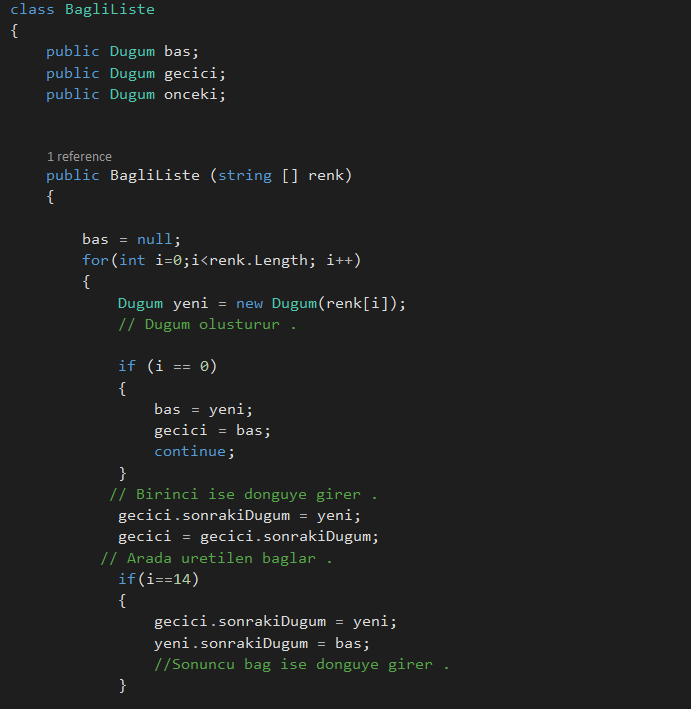 class BagliListe
{
public Dugum bas;
public Dugum gecici;
public Dugum onceki;
1 reference
public BagliListe (string [] renk)
{
bas = null;
for(int i=0;i<renk.Length; i++)
{
Dugum yeni = new Dugum(renk[i]);
// Dugum olusturur .
if (i == 0)
{
bas = yeni;
gecici = bas;
continue;
}
// Birinci ise donguye girer .
gecici.sonrakiDugum = yeni;
gecici = gecici.sonrakiDugum;
// Arada uretilen baglar .
if(i==14)
{
gecici.sonrakiDugum = yeni;
yeni.sonrakiDugum = bas;
//Sonuncu bag ise donguye girer .
}